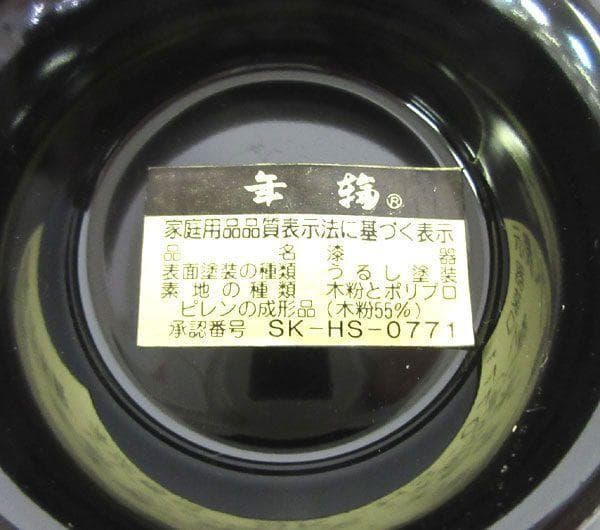 年輪®
家庭用品品質表示法に基づく表示
品名 漆器
表面塗装の種類 うるし塗装
素地の種類 木粉とポリプロ
ピレンの成形品(木粉55%)
承認番号 SK-HS-0771